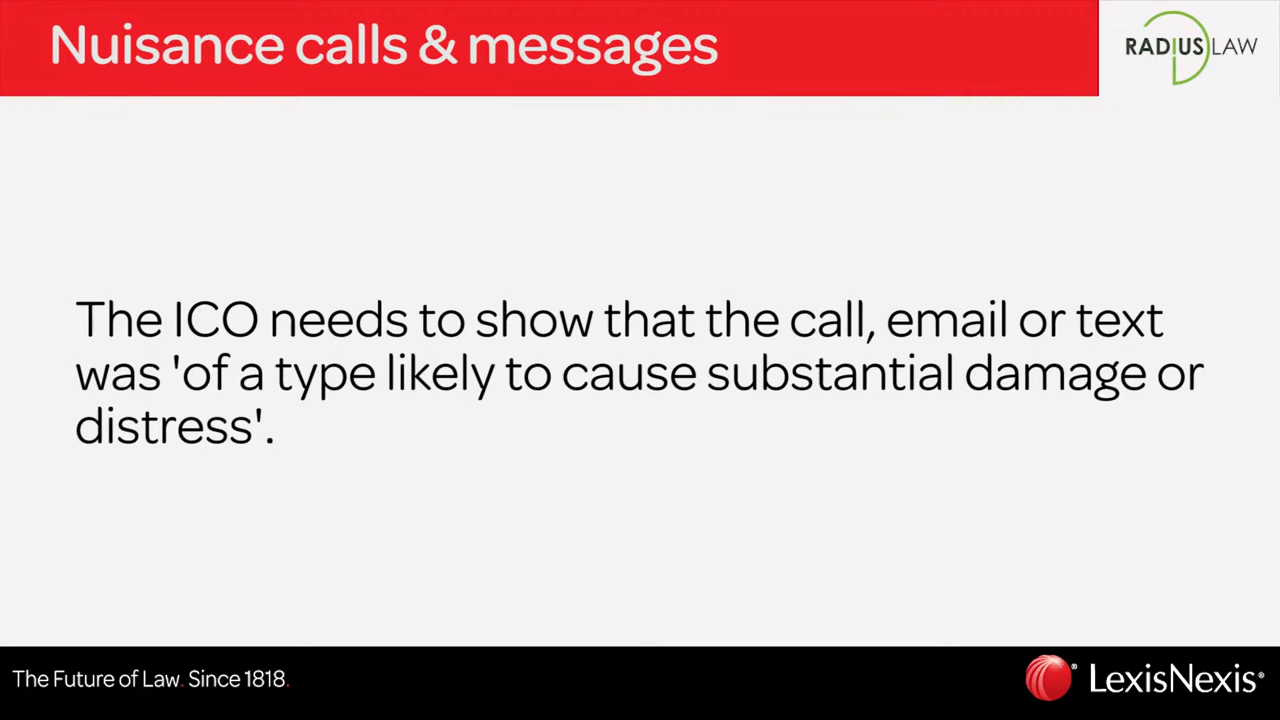 Nuisance calls & messages
RADIUS LAW
The ICO needs to show that the call, email or text
was 'of a type likely to cause substantial damage or
distress'.
The Future of Law. Since 1818.
® LexisNexis®